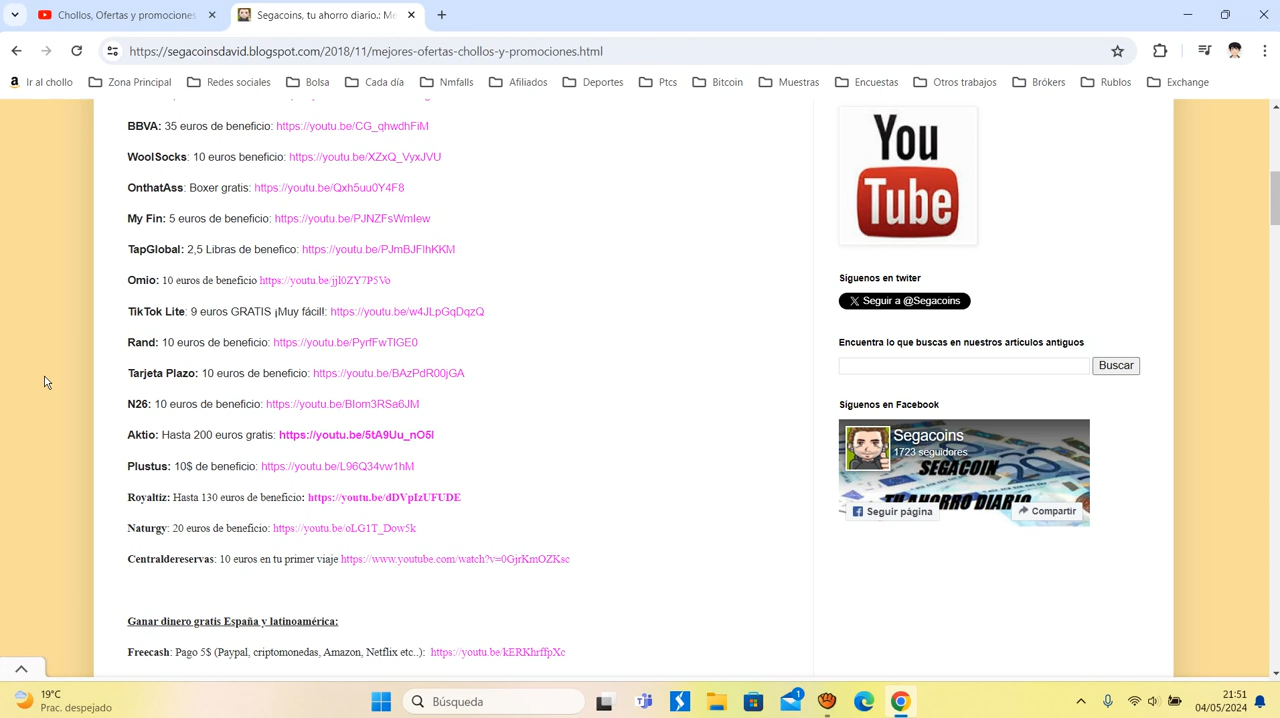 Chollos, Ofertas y promociones
Segacoins, tu ahorro diario.: Me
https://segacoinsdavid.blogspot.com/2018/11/mejores-ofertas-chollos-y-promociones.html
a Ir al chollo Zona Principal Redes sociales Bolsa Cada día Nmfalls Afiliados Deportes Ptcs Bitcoin Muestras Encuestas Otros trabajos Brókers Rublos Exchange
BBVA: 35 euros de beneficio: https://youtu.be/CG_qhwdhFiM
WoolSocks: 10 euros beneficio: https://youtu.be/XZxQ_VyxJVU
OnthatAss: Boxer gratis: https://youtu.be/Qxh5uu0Y4F8
My Fin: 5 euros de beneficio: https://youtu.be/PJNZFsWmIew
TapGlobal: 2,5 Libras de benefico: https://youtu.be/PJmBJFlhKKM
Omio: 10 euros de beneficio https://youtu.be/jjI0ZY7P5Vo
TikTok Lite: 9 euros GRATIS ¡Muy fácil!: https://youtu.be/w4JLpGqDqzQ
Rand: 10 euros de beneficio: https://youtu.be/PyrfFwTIGE0
Tarjeta Plazo: 10 euros de beneficio: https://youtu.be/BAzPdR00jGA
N26: 10 euros de beneficio: https://youtu.be/BIom3RSa6JM
Aktio: Hasta 200 euros gratis: https://youtu.be/5tA9Uu_nO5I
Plustus: 10$ de beneficio: https://youtu.be/L96Q34vw1hM
Royaltiz: Hasta 130 euros de beneficio: https://youtu.be/dDVpIzUFUDE
Naturgy: 20 euros de beneficio: https://youtu.be/oLG1T_Dow5k
Centraldereservas: 10 euros en tu primer viaje https://www.youtube.com/watch?v=0GjrKmOZKsc
Ganar dinero gratis España y latinoamérica:
Freecash: Pago 5$ (Paypal, criptomonedas, Amazon, Netflix etc..): https://youtu.be/kERKhrffpXc
You
Tube
Síguenos en twiter
Seguir a @Segacoins
Encuentra lo que buscas en nuestros artículos antiguos
Buscar
Síguenos en Facebook
Segacoins
1723 seguidores
SEGACOIN
TU AHORRO DIARIO
Seguir página
Compartir
19°C
Prac. despejado
Búsqueda
1
21:51
04/05/2024